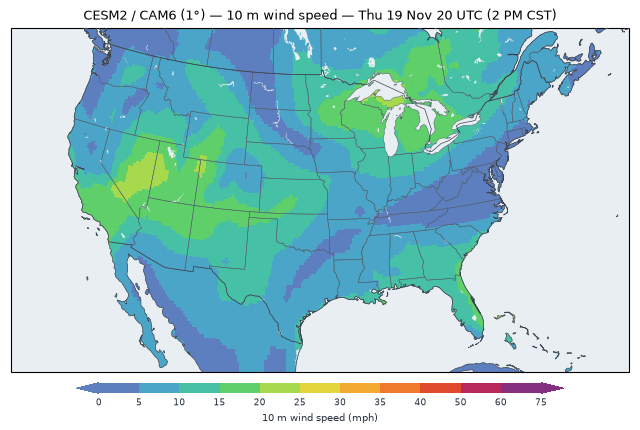 CESM2 / CAM6 (1°) — 10 m wind speed — Thu 19 Nov 20 UTC (2 PM CST)
0 5 10 15 20 25 30 35 40 50 60 75
10 m wind speed (mph)